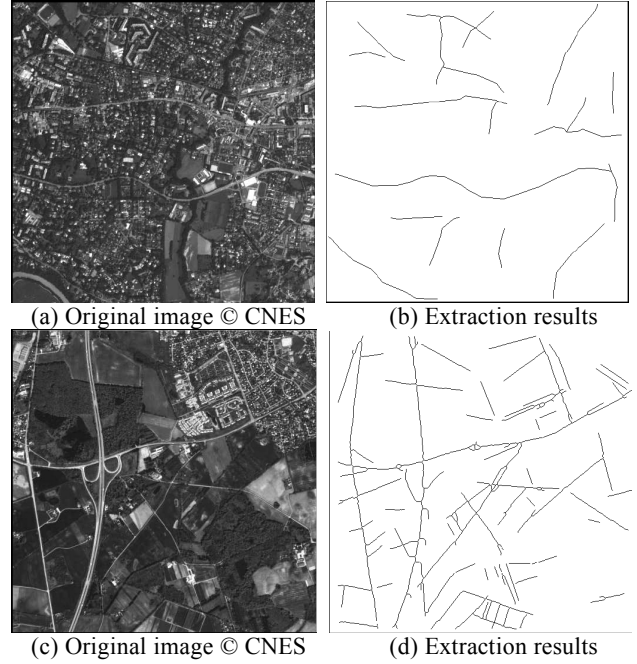 (a) Original image © CNES
(b) Extraction results
(c) Original image © CNES
(d) Extraction results